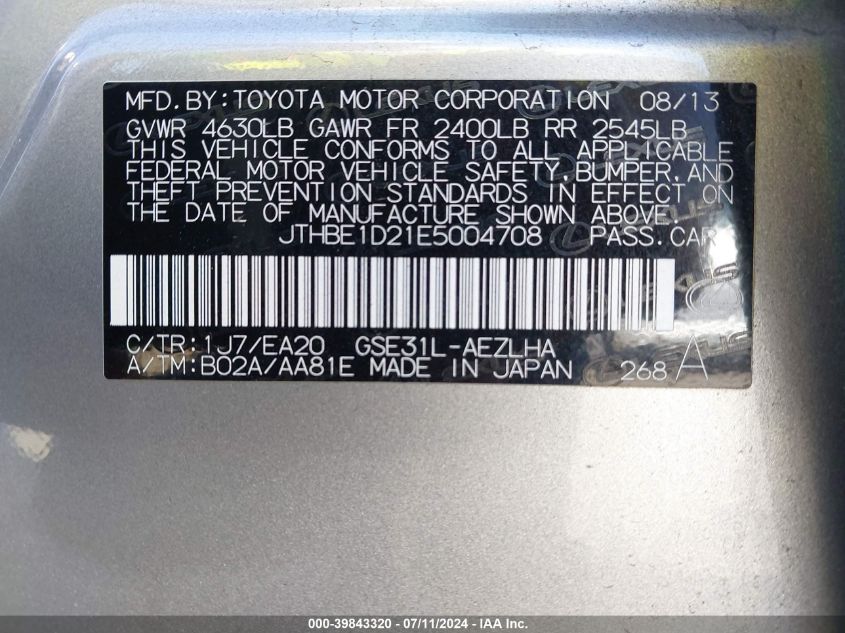 MFD.BY:TOYOTA MOTOR CORPORATION 08/13
GVWR 4630LB GAWR FR 2400LB RR 2545LB
THIS VEHICLE CONFORMS TO ALL APPLICABLE
FEDERAL MOTOR VEHICLE SAFETY,BUMPER,AND
THEFT PREVENTION STANDARDS IN EFFECT ON
THE DATE OF MANUFACTURE SHOWN ABOVE.
JTHBE1D21E5004708 PASS.CAR
C/TR:1J7/EA20 GSE31L-AEZLHA
A/TM:B02A/AA81E MADE IN JAPAN 268 A
000-39843320 - 07/11/2024 - IAA Inc.